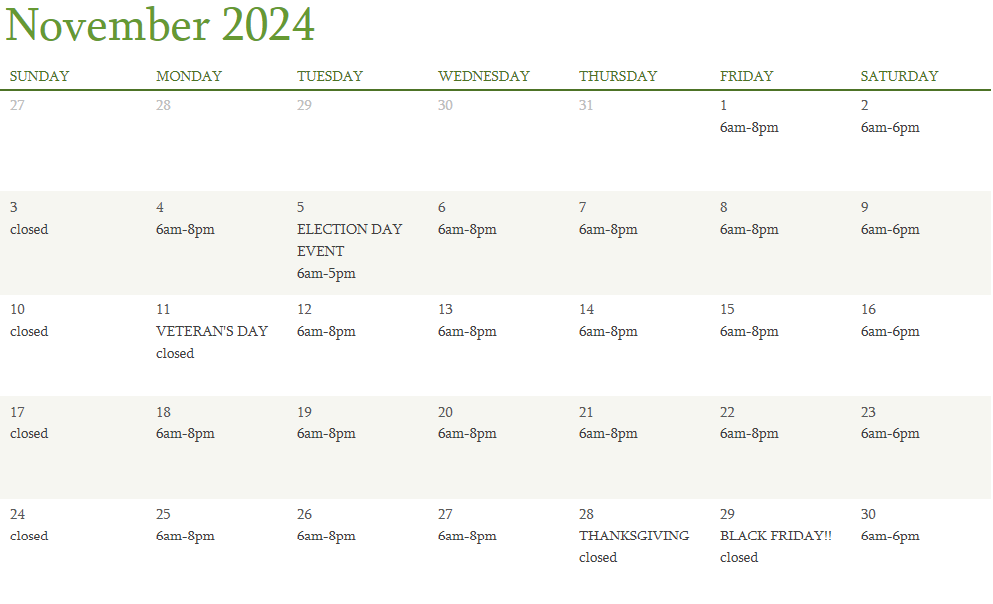 November 2024
SUNDAY MONDAY TUESDAY WEDNESDAY THURSDAY FRIDAY SATURDAY
27 28 29 30 31 1 2
6am-8pm 6am-6pm
3 4 5 6 7 8 9
closed 6am-8pm ELECTION DAY 6am-8pm 6am-8pm 6am-8pm 6am-6pm
EVENT
6am-5pm
10 11 12 13 14 15 16
closed VETERAN'S DAY 6am-8pm 6am-8pm 6am-8pm 6am-8pm 6am-6pm
closed
17 18 19 20 21 22 23
closed 6am-8pm 6am-8pm 6am-8pm 6am-8pm 6am-8pm 6am-6pm
24 25 26 27 28 29 30
closed 6am-8pm 6am-8pm 6am-8pm THANKSGIVING BLACK FRIDAY!! 6am-6pm
closed closed